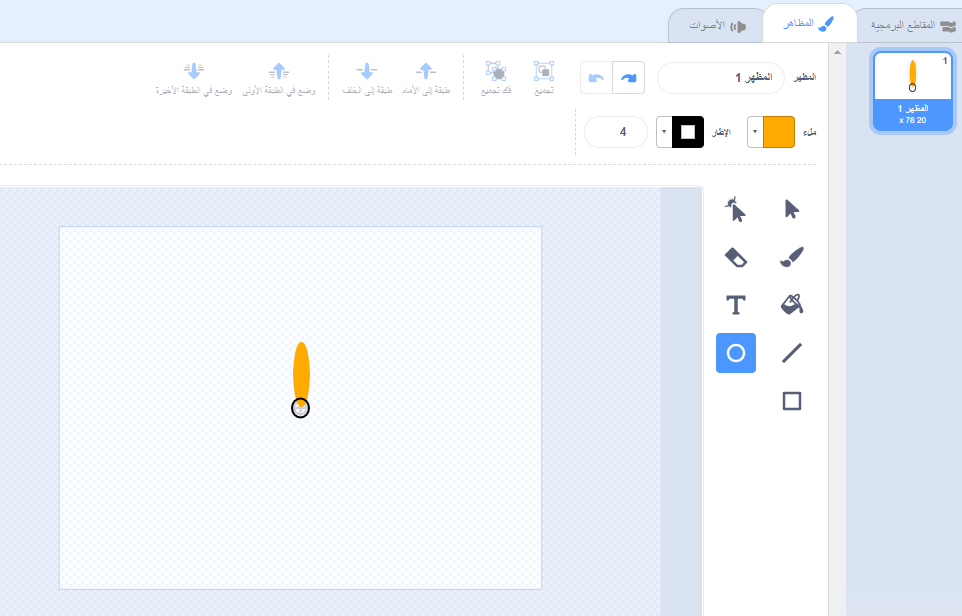 المقاطع البرمجية
المظاهر
الأصوات
1
المظهر 1
78 x 20
المظهر
المظهر 1
تجميع
فك تجميع
طبقة إلى الأمام
طبقة إلى الخلف
وضع في الطبقة الأولى
وضع في الطبقة الأخيرة
ملء
الإطار
4
T